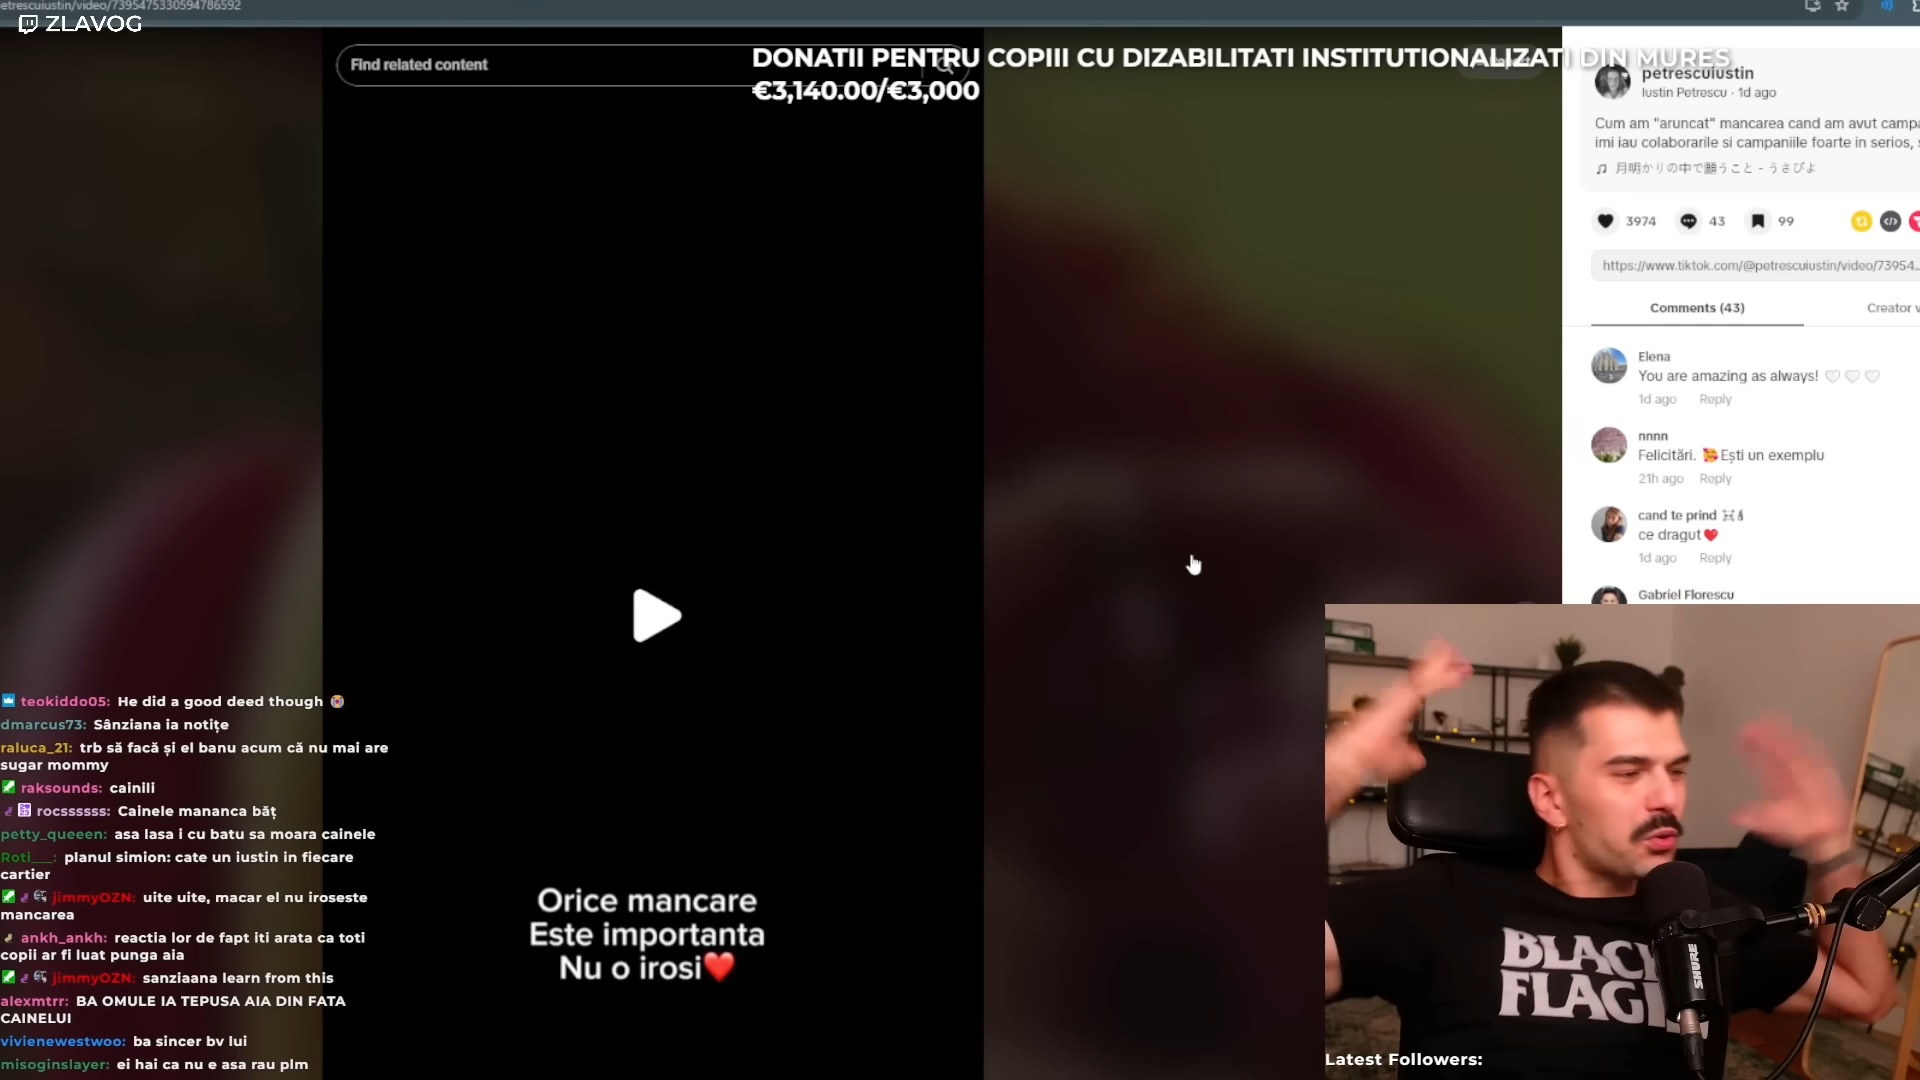 etrescuiustin/video/7395475330594786592
ZLAVOG
Find related content
DONATII PENTRU COPIII CU DIZABILITATI INSTITUTIONALIZATI DIN MURES
€3,140.00/€3,000
petrescuiustin
Iustin Petrescu · 1d ago
Cum am "aruncat" mancarea cand am avut campa
imi iau colaborarile si campaniile foarte in serios,
♫ 月明かりの中で願うこと - うさぴよ
3974 43 99
https://www.tiktok.com/@petrescuiustin/video/73954...
Comments (43)
Creator v
Elena
You are amazing as always! 🤍🤍🤍
1d ago Reply
nnnn
Felicitări. 🥰Ești un exemplu
21h ago Reply
cand te prind
ce dragut❤️
1d ago Reply
Gabriel Florescu
teokiddo05: He did a good deed though
dmarcus73: Sânziana ia notițe
raluca_21: trb să facă și el banu acum că nu mai are
sugar mommy
raksounds: cainili
rocssssss: Cainele mananca băț
petty_queeen: asa lasa i cu batu sa moara cainele
Roti___: planul simion: cate un iustin in fiecare
cartier
jimmyOZN: uite uite, macar el nu iroseste
mancarea
ankh_ankh: reactia lor de fapt iti arata ca toti
copii ar fi luat punga aia
jimmyOZN: sanziaana learn from this
alexmtrr: BA OMULE IA TEPUSA AIA DIN FATA
CAINELUI
vivienewestwoo: ba sincer bv lui
misoginslayer: ei hai ca nu e asa rau plm
Orice mancare
Este importanta
Nu o irosi❤️
BLACK
FLAG
SHURE
Latest Followers: